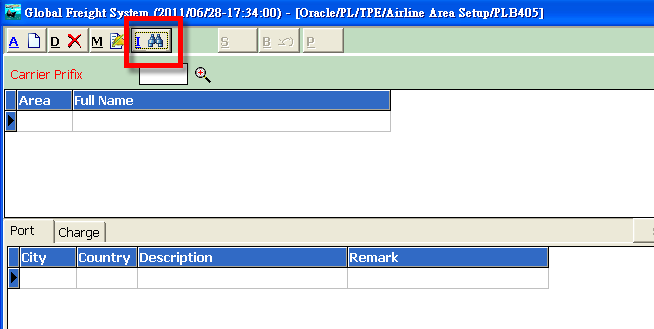 Global Freight System (2011/06/28-17:34:00) - [Oracle/PL/TPE/Airline Area Setup/PLB405]
A D M I S B P
Carrier Prifix
Area Full Name
Port Charge
City Country Description Remark